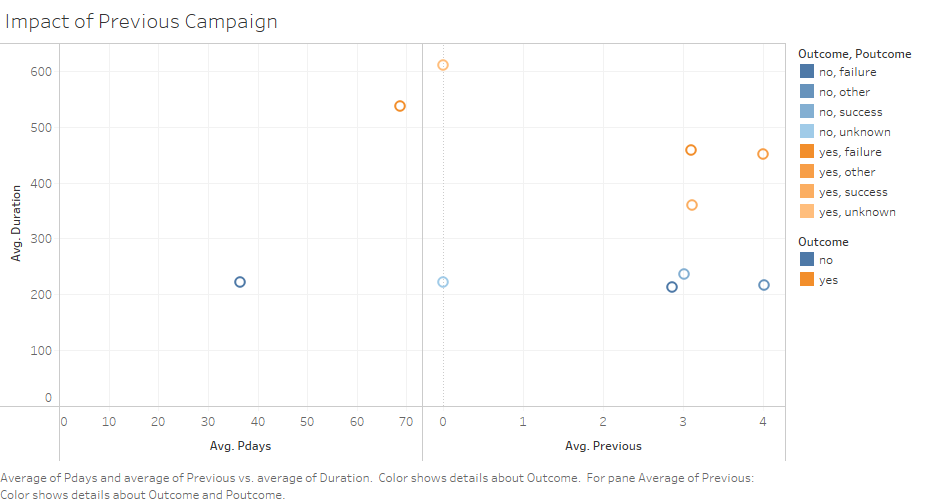 Impact of Previous Campaign
Outcome, Poutcome
no, failure
no, other
no, success
no, unknown
yes, failure
yes, other
yes, success
yes, unknown
Outcome
no
yes
Avg. Duration
600
500
400
300
200
100
0
0 10 20 30 40 50 60 70 0 1 2 3 4
Avg. Pdays Avg. Previous
Average of Pdays and average of Previous vs. average of Duration. Color shows details about Outcome. For pane Average of Previous:
Color shows details about Outcome and Poutcome.